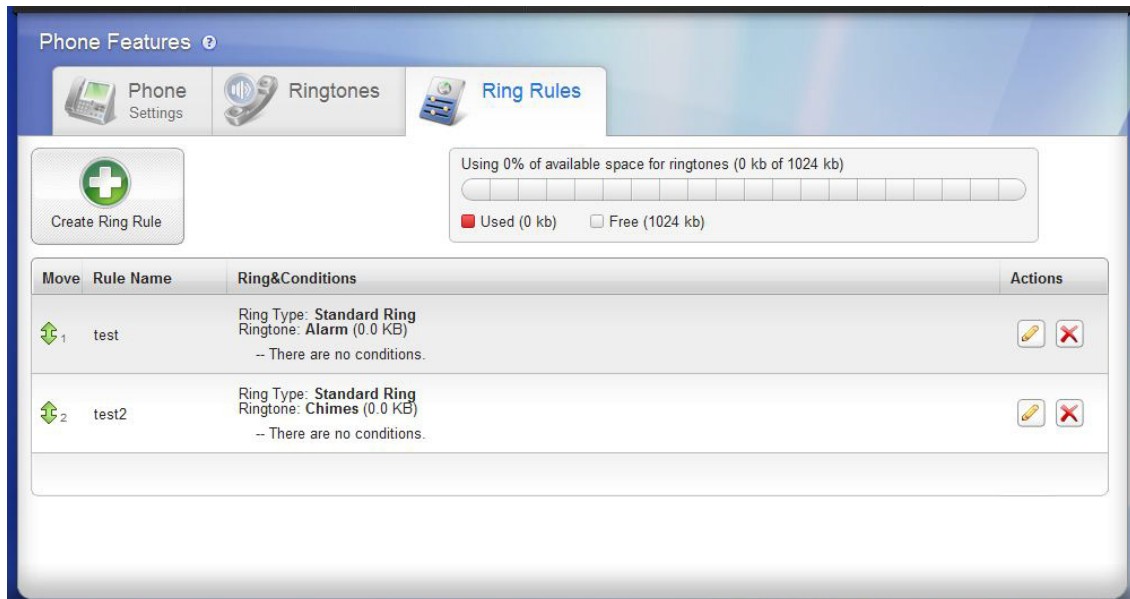 Phone Features ?
Phone
Settings
Ringtones
Ring Rules
Create Ring Rule
Using 0% of available space for ringtones (0 kb of 1024 kb)
Used (0 kb) Free (1024 kb)
Move Rule Name Ring&Conditions Actions
1 test
Ring Type: Standard Ring
Ringtone: Alarm (0.0 KB)
-- There are no conditions.
2 test2
Ring Type: Standard Ring
Ringtone: Chimes (0.0 KB)
-- There are no conditions.